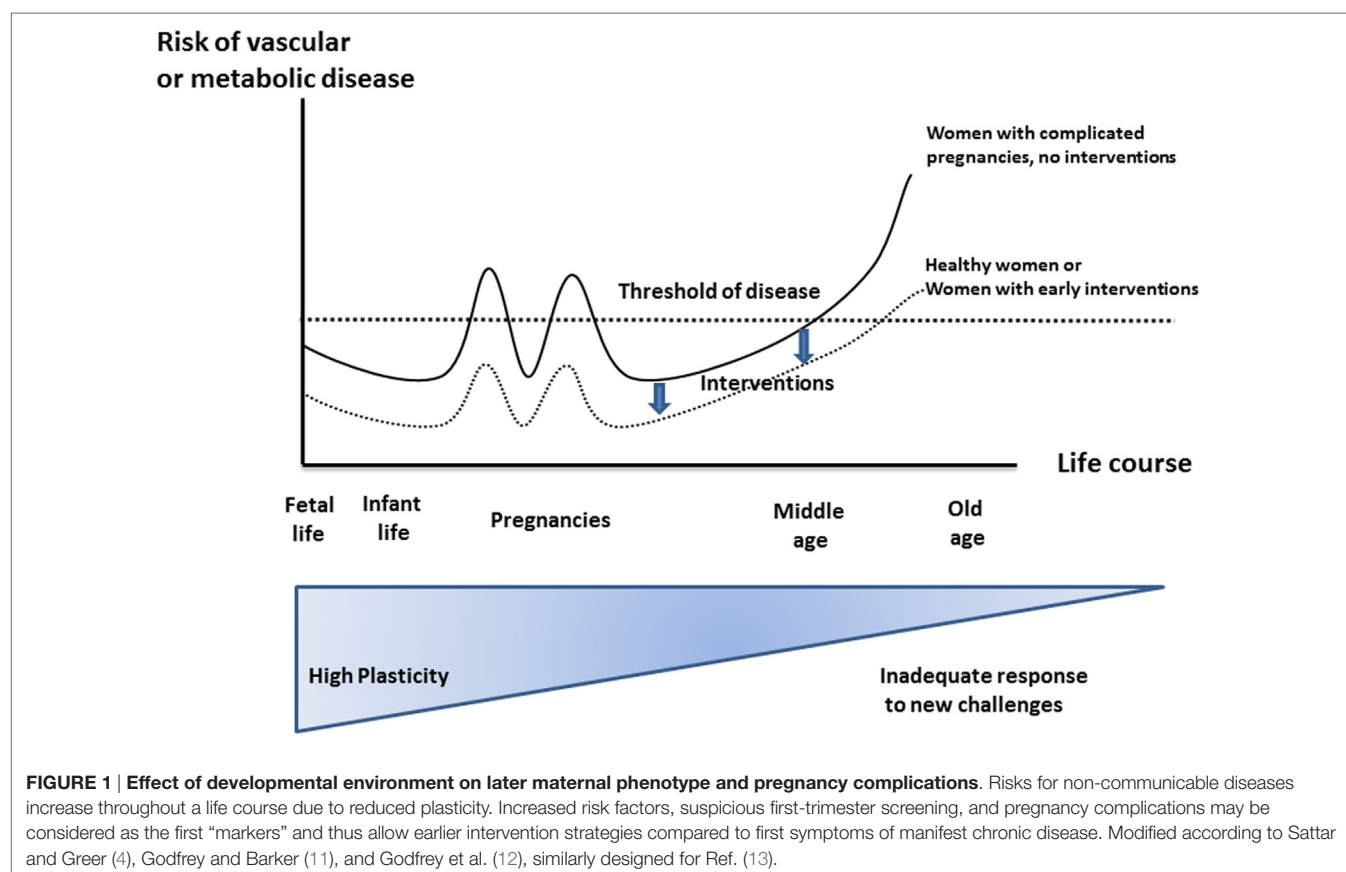 Risk of vascular
or metabolic disease
Women with complicated
pregnancies, no interventions
Healthy women or
Women with early interventions
Threshold of disease
Interventions
Life course
Fetal
life
Infant
life
Pregnancies
Middle
age
Old
age
High Plasticity
Inadequate response
to new challenges
FIGURE 1 | Effect of developmental environment on later maternal phenotype and pregnancy complications. Risks for non-communicable diseases
increase throughout a life course due to reduced plasticity. Increased risk factors, suspicious first-trimester screening, and pregnancy complications may be
considered as the first “markers” and thus allow earlier intervention strategies compared to first symptoms of manifest chronic disease. Modified according to Sattar
and Greer (4), Godfrey and Barker (11), and Godfrey et al. (12), similarly designed for Ref. (13).